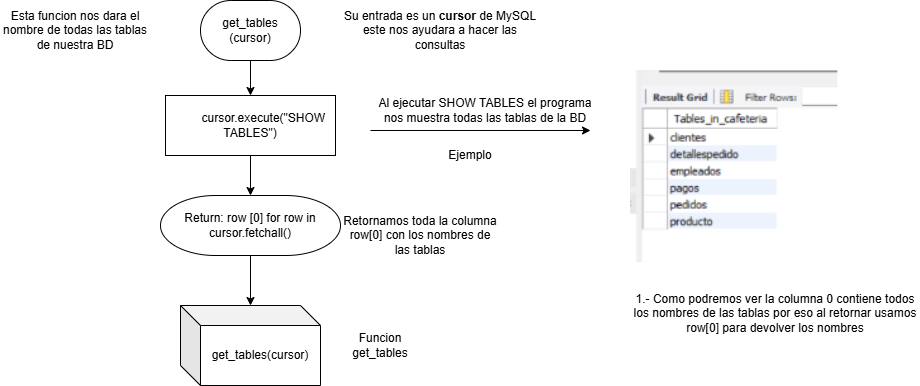 Esta funcion nos dara el
nombre de todas las tablas
de nuestra BD
get_tables
(cursor)
Su entrada es un cursor de MySQL
este nos ayudara a hacer las
consultas
cursor.execute("SHOW
TABLES")
Al ejecutar SHOW TABLES el programa
nos muestra todas las tablas de la BD
Ejemplo
Result Grid
Filter Rows:
Tables_in_cafeteria
clientes
detallespedido
empleados
pagos
pedidos
producto
Return: row [0] for row in
cursor.fetchall()
Retornamos toda la columna
row[0] con los nombres de
las tablas
1.- Como podremos ver la columna 0 contiene todos
los nombres de las tablas por eso al retornar usamos
row[0] para devolver los nombres
get_tables(cursor)
Funcion
get_tables